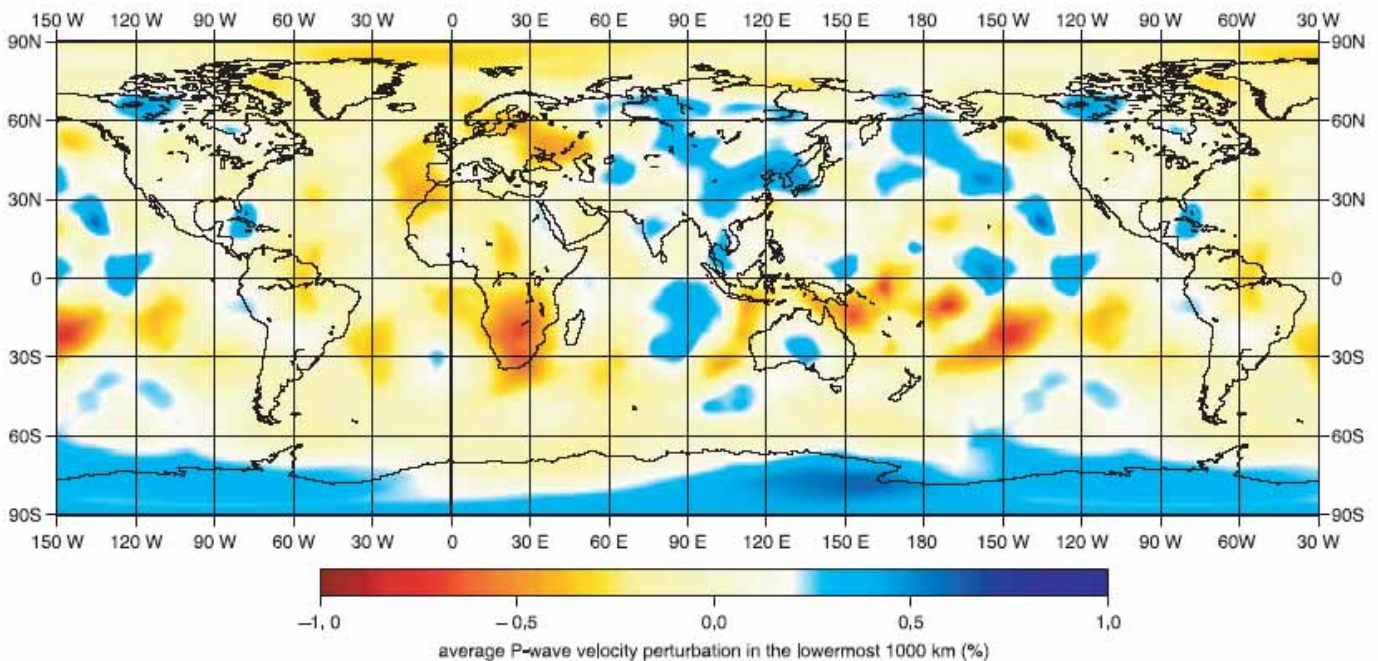 150 W 120 W 90 W 60 W 30 W 0 30 E 60 E 90 E 120 E 150 E 180 E 150 W 120 W 90 W 60W 30 W
90N 90N
60N 60N
30N 30N
0 0
30S 30S
60S 60S
90S 90S
150 W 120 W 90 W 60 W 30 W 0 30 E 60 E 90 E 120 E 150 E 180 E 150 W 120 W 90 W 60W 30 W
–1, 0 –0,5 0,0 0,5 1,0
average P-wave velocity perturbation in the lowermost 1000 km (%)